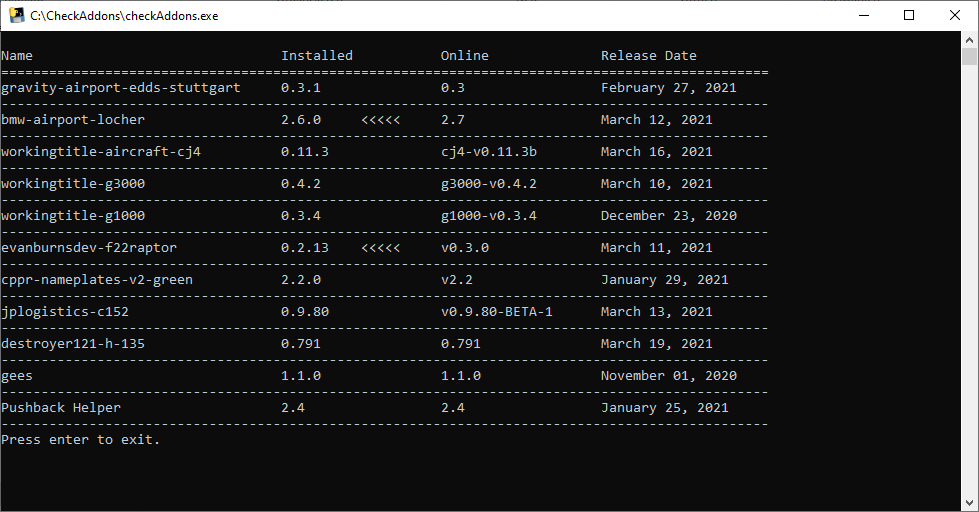 C:\CheckAddons\checkAddons.exe
Name Installed Online Release Date
================================================================================================
gravity-airport-edds-stuttgart 0.3.1 0.3 February 27, 2021
------------------------------------------------------------------------------------------------
bmw-airport-locher 2.6.0 <<<<< 2.7 March 12, 2021
------------------------------------------------------------------------------------------------
workingtitle-aircraft-cj4 0.11.3 cj4-v0.11.3b March 16, 2021
------------------------------------------------------------------------------------------------
workingtitle-g3000 0.4.2 g3000-v0.4.2 March 10, 2021
------------------------------------------------------------------------------------------------
workingtitle-g1000 0.3.4 g1000-v0.3.4 December 23, 2020
------------------------------------------------------------------------------------------------
evanburnsdev-f22raptor 0.2.13 <<<<< v0.3.0 March 11, 2021
------------------------------------------------------------------------------------------------
cppr-nameplates-v2-green 2.2.0 v2.2 January 29, 2021
------------------------------------------------------------------------------------------------
jplogistics-c152 0.9.80 v0.9.80-BETA-1 March 13, 2021
------------------------------------------------------------------------------------------------
destroyer121-h-135 0.791 0.791 March 19, 2021
------------------------------------------------------------------------------------------------
gees 1.1.0 1.1.0 November 01, 2020
------------------------------------------------------------------------------------------------
Pushback Helper 2.4 2.4 January 25, 2021
------------------------------------------------------------------------------------------------
Press enter to exit.